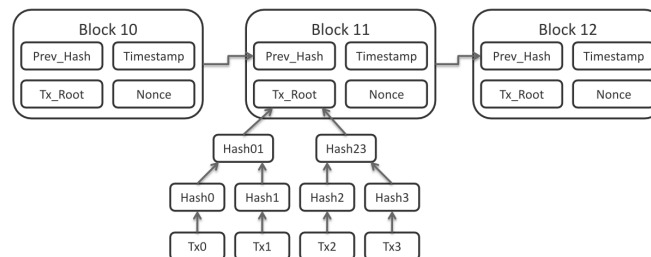 Block 10 Block 11 Block 12
Prev_Hash Timestamp Prev_Hash Timestamp Prev_Hash Timestamp
Tx_Root Nonce Tx_Root Nonce Tx_Root Nonce
Hash01 Hash23
Hash0 Hash1 Hash2 Hash3
Tx0 Tx1 Tx2 Tx3